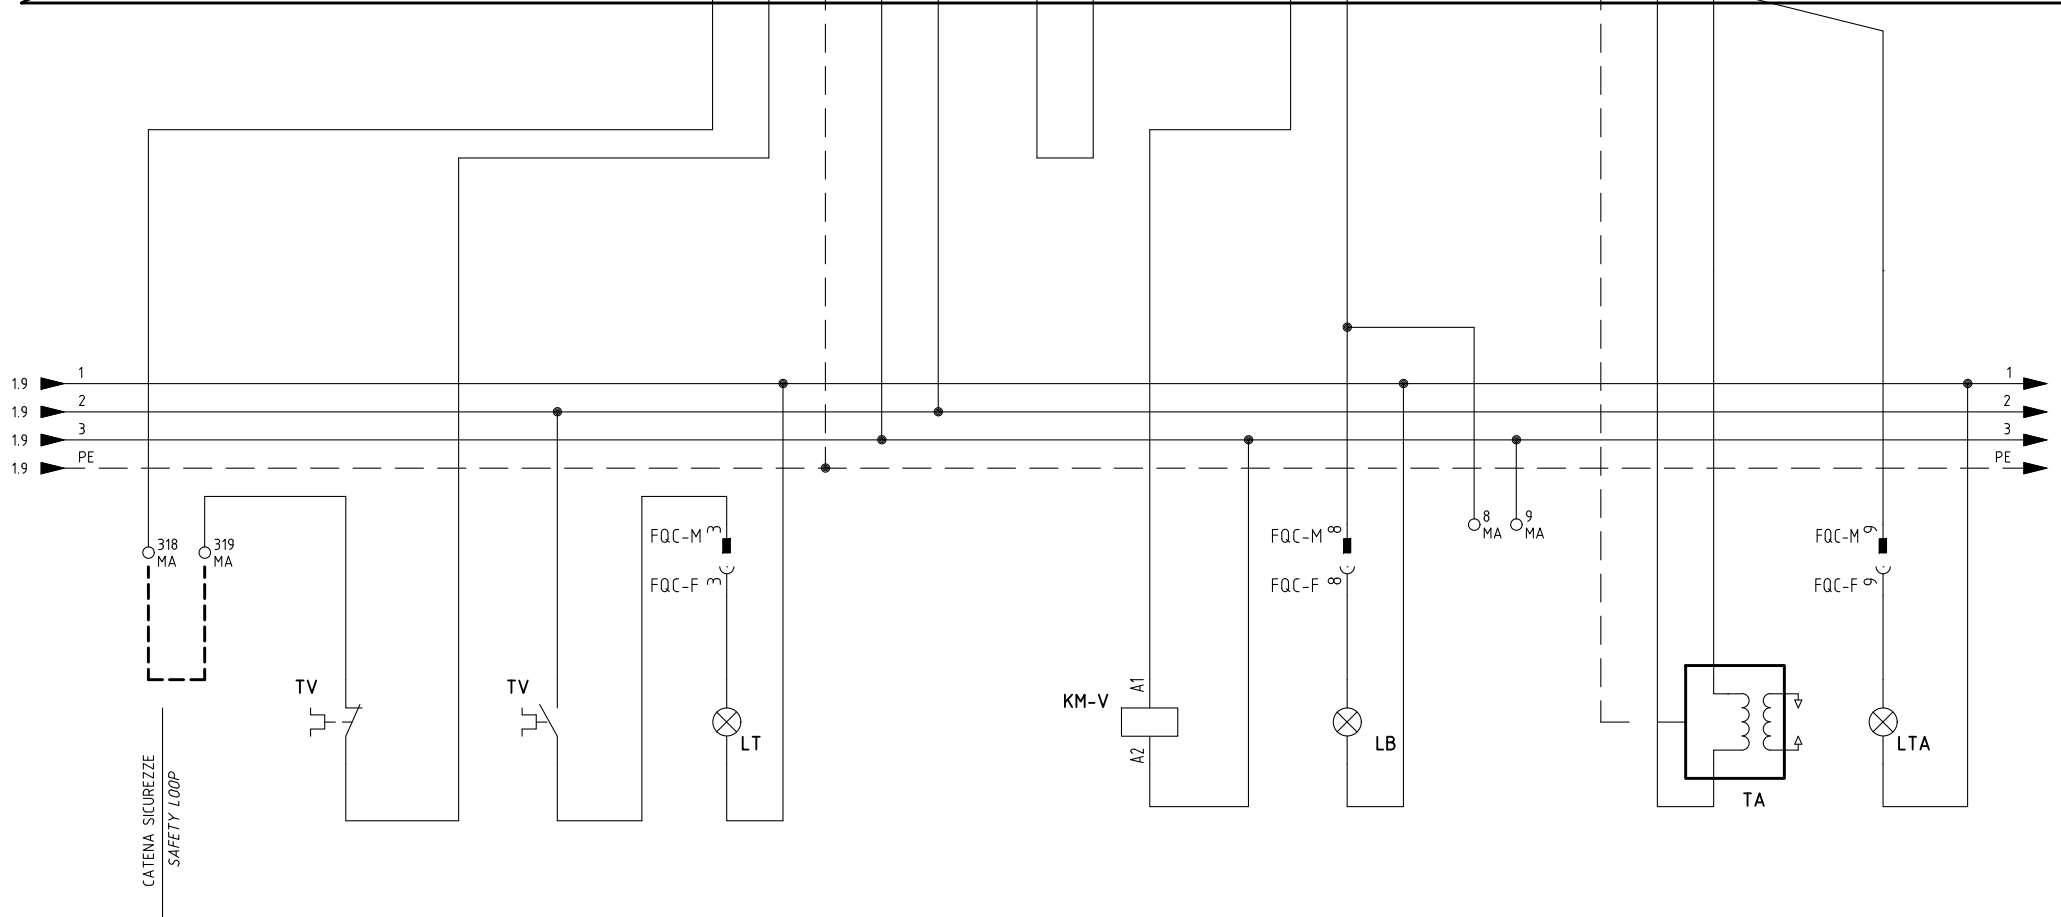 1.9 1 1
1.9 2 2
1.9 3 3
1.9 PE PE
318 MA
319 MA
FQC-M 3
FQC-F 3
FQC-M 8
FQC-F 8
8 MA
9 MA
FQC-M 9
FQC-F 9
TV
TV
LT
KM-V
A1
A2
LB
TA
LTA
CATENA SICUREZZE
SAFETY LOOP